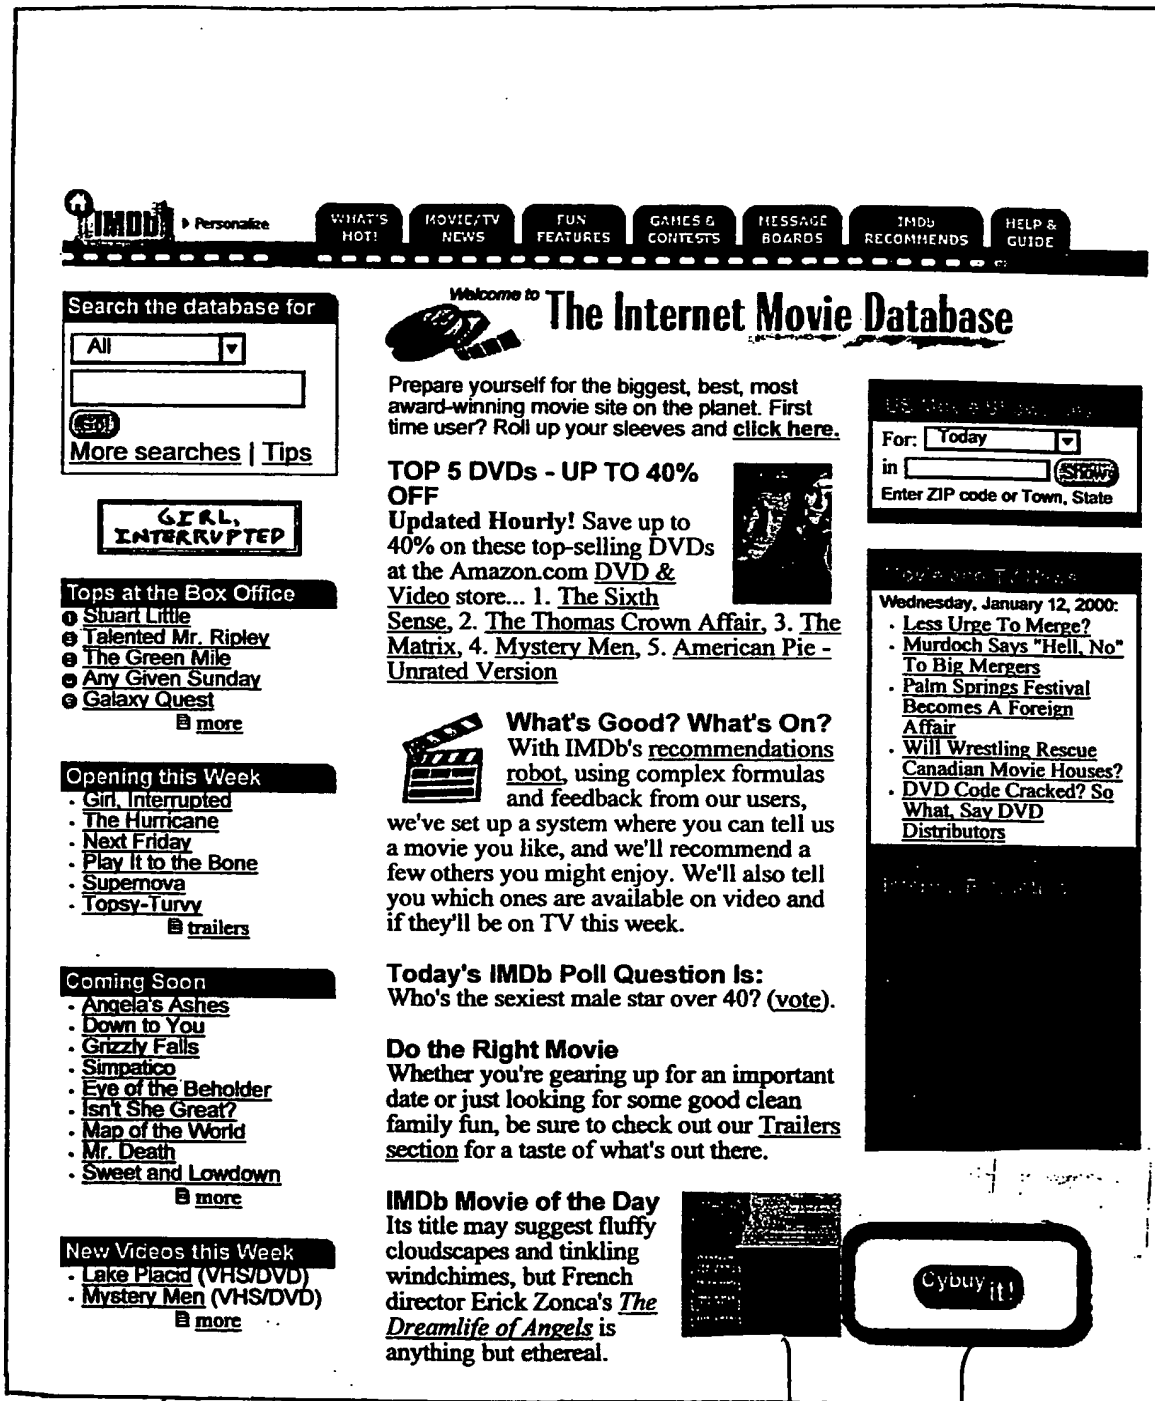 IMDb
Personalize
WHAT'S HOT!
MOVIE/TV NEWS
FUN FEATURES
GAMES & CONTESTS
MESSAGE BOARDS
IMDb RECOMMENDS
HELP & GUIDE
Search the database for
All
Go!
More searches | Tips
GIRL,
INTERRUPTED
Tops at the Box Office
1 Stuart Little
2 Talented Mr. Ripley
3 The Green Mile
4 Any Given Sunday
5 Galaxy Quest
more
Opening this Week
· Girl, Interrupted
· The Hurricane
· Next Friday
· Play It to the Bone
· Supernova
· Topsy-Turvy
trailers
Coming Soon
· Angela's Ashes
· Down to You
· Grizzly Falls
· Simpatico
· Eye of the Beholder
· Isn't She Great?
· Map of the World
· Mr. Death
· Sweet and Lowdown
more
New Videos this Week
· Lake Placid (VHS/DVD)
· Mystery Men (VHS/DVD)
more
Welcome to The Internet Movie Database
Prepare yourself for the biggest, best, most
award-winning movie site on the planet. First
time user? Roll up your sleeves and click here.
TOP 5 DVDs - UP TO 40%
OFF
Updated Hourly! Save up to
40% on these top-selling DVDs
at the Amazon.com DVD &
Video store... 1. The Sixth
Sense, 2. The Thomas Crown Affair, 3. The
Matrix, 4. Mystery Men, 5. American Pie -
Unrated Version
What's Good? What's On?
With IMDb's recommendations
robot, using complex formulas
and feedback from our users,
we've set up a system where you can tell us
a movie you like, and we'll recommend a
few others you might enjoy. We'll also tell
you which ones are available on video and
if they'll be on TV this week.
Today's IMDb Poll Question Is:
Who's the sexiest male star over 40? (vote).
Do the Right Movie
Whether you're gearing up for an important
date or just looking for some good clean
family fun, be sure to check out our Trailers
section for a taste of what's out there.
IMDb Movie of the Day
Its title may suggest fluffy
cloudscapes and tinkling
windchimes, but French
director Erick Zonca's The
Dreamlife of Angels is
anything but ethereal.
For: Today
in Show
Enter ZIP code or Town, State
Movie and TV News
Wednesday, January 12, 2000:
· Less Urge To Merge?
· Murdoch Says "Hell, No"
To Big Mergers
· Palm Springs Festival
Becomes A Foreign
Affair
· Will Wrestling Rescue
Canadian Movie Houses?
· DVD Code Cracked? So
What, Say DVD
Distributors
Cybuy it!